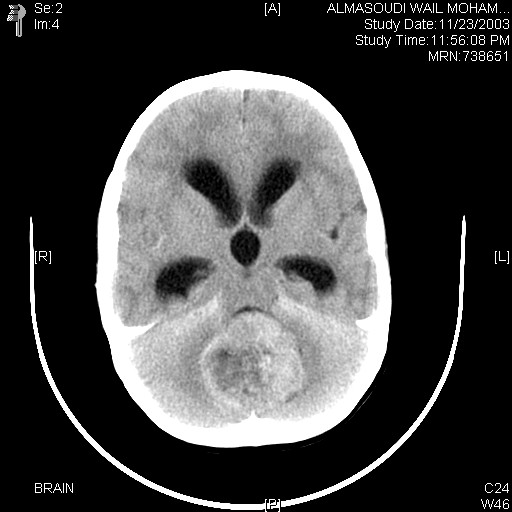 Se:2
Im:4
[A]
ALMASOUDI WAIL MOHAM...
Study Date:11/23/2003
Study Time:11:56:08 PM
MRN:738651
[R]
[L]
BRAIN
[P]
C24
W46